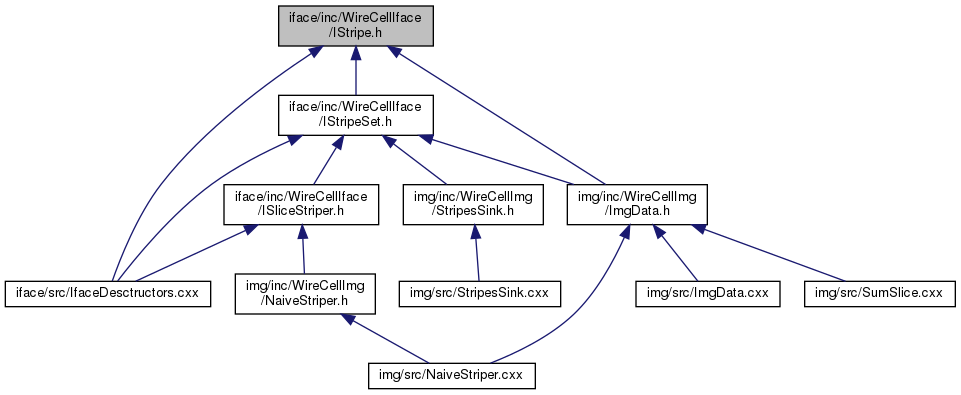 iface/inc/WireCellIface
/IStripe.h
iface/inc/WireCellIface
/IStripeSet.h
iface/inc/WireCellIface
/ISliceStriper.h
img/inc/WireCellImg
/StripesSink.h
img/inc/WireCellImg
/ImgData.h
iface/src/IfaceDesctructors.cxx
img/inc/WireCellImg
/NaiveStriper.h
img/src/StripesSink.cxx
img/src/ImgData.cxx
img/src/SumSlice.cxx
img/src/NaiveStriper.cxx